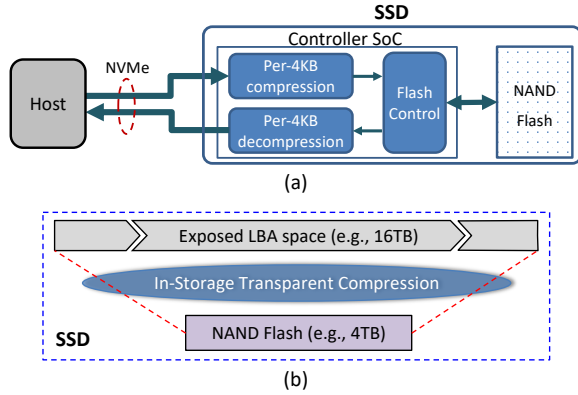 SSD
Controller SoC
NVMe
Host
Per-4KB
compression
Per-4KB
decompression
Flash
Control
NAND
Flash
(a)
Exposed LBA space (e.g., 16TB)
In-Storage Transparent Compression
SSD
NAND Flash (e.g., 4TB)
(b)